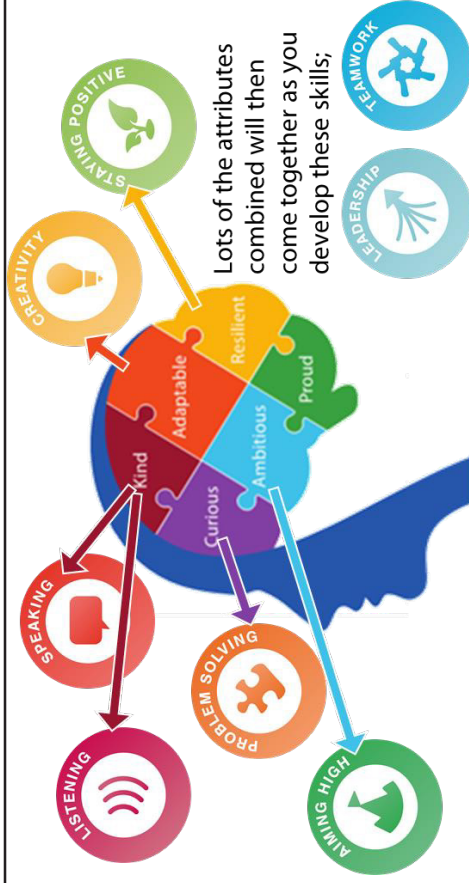 LISTENING
SPEAKING
CREATIVITY
STAYING POSITIVE
Kind
Adaptable
Resilient
Curious
Ambitious
Proud
PROBLEM SOLVING
AIMING HIGH
Lots of the attributes
combined will then
come together as you
develop these skills;
LEADERSHIP
TEAMWORK